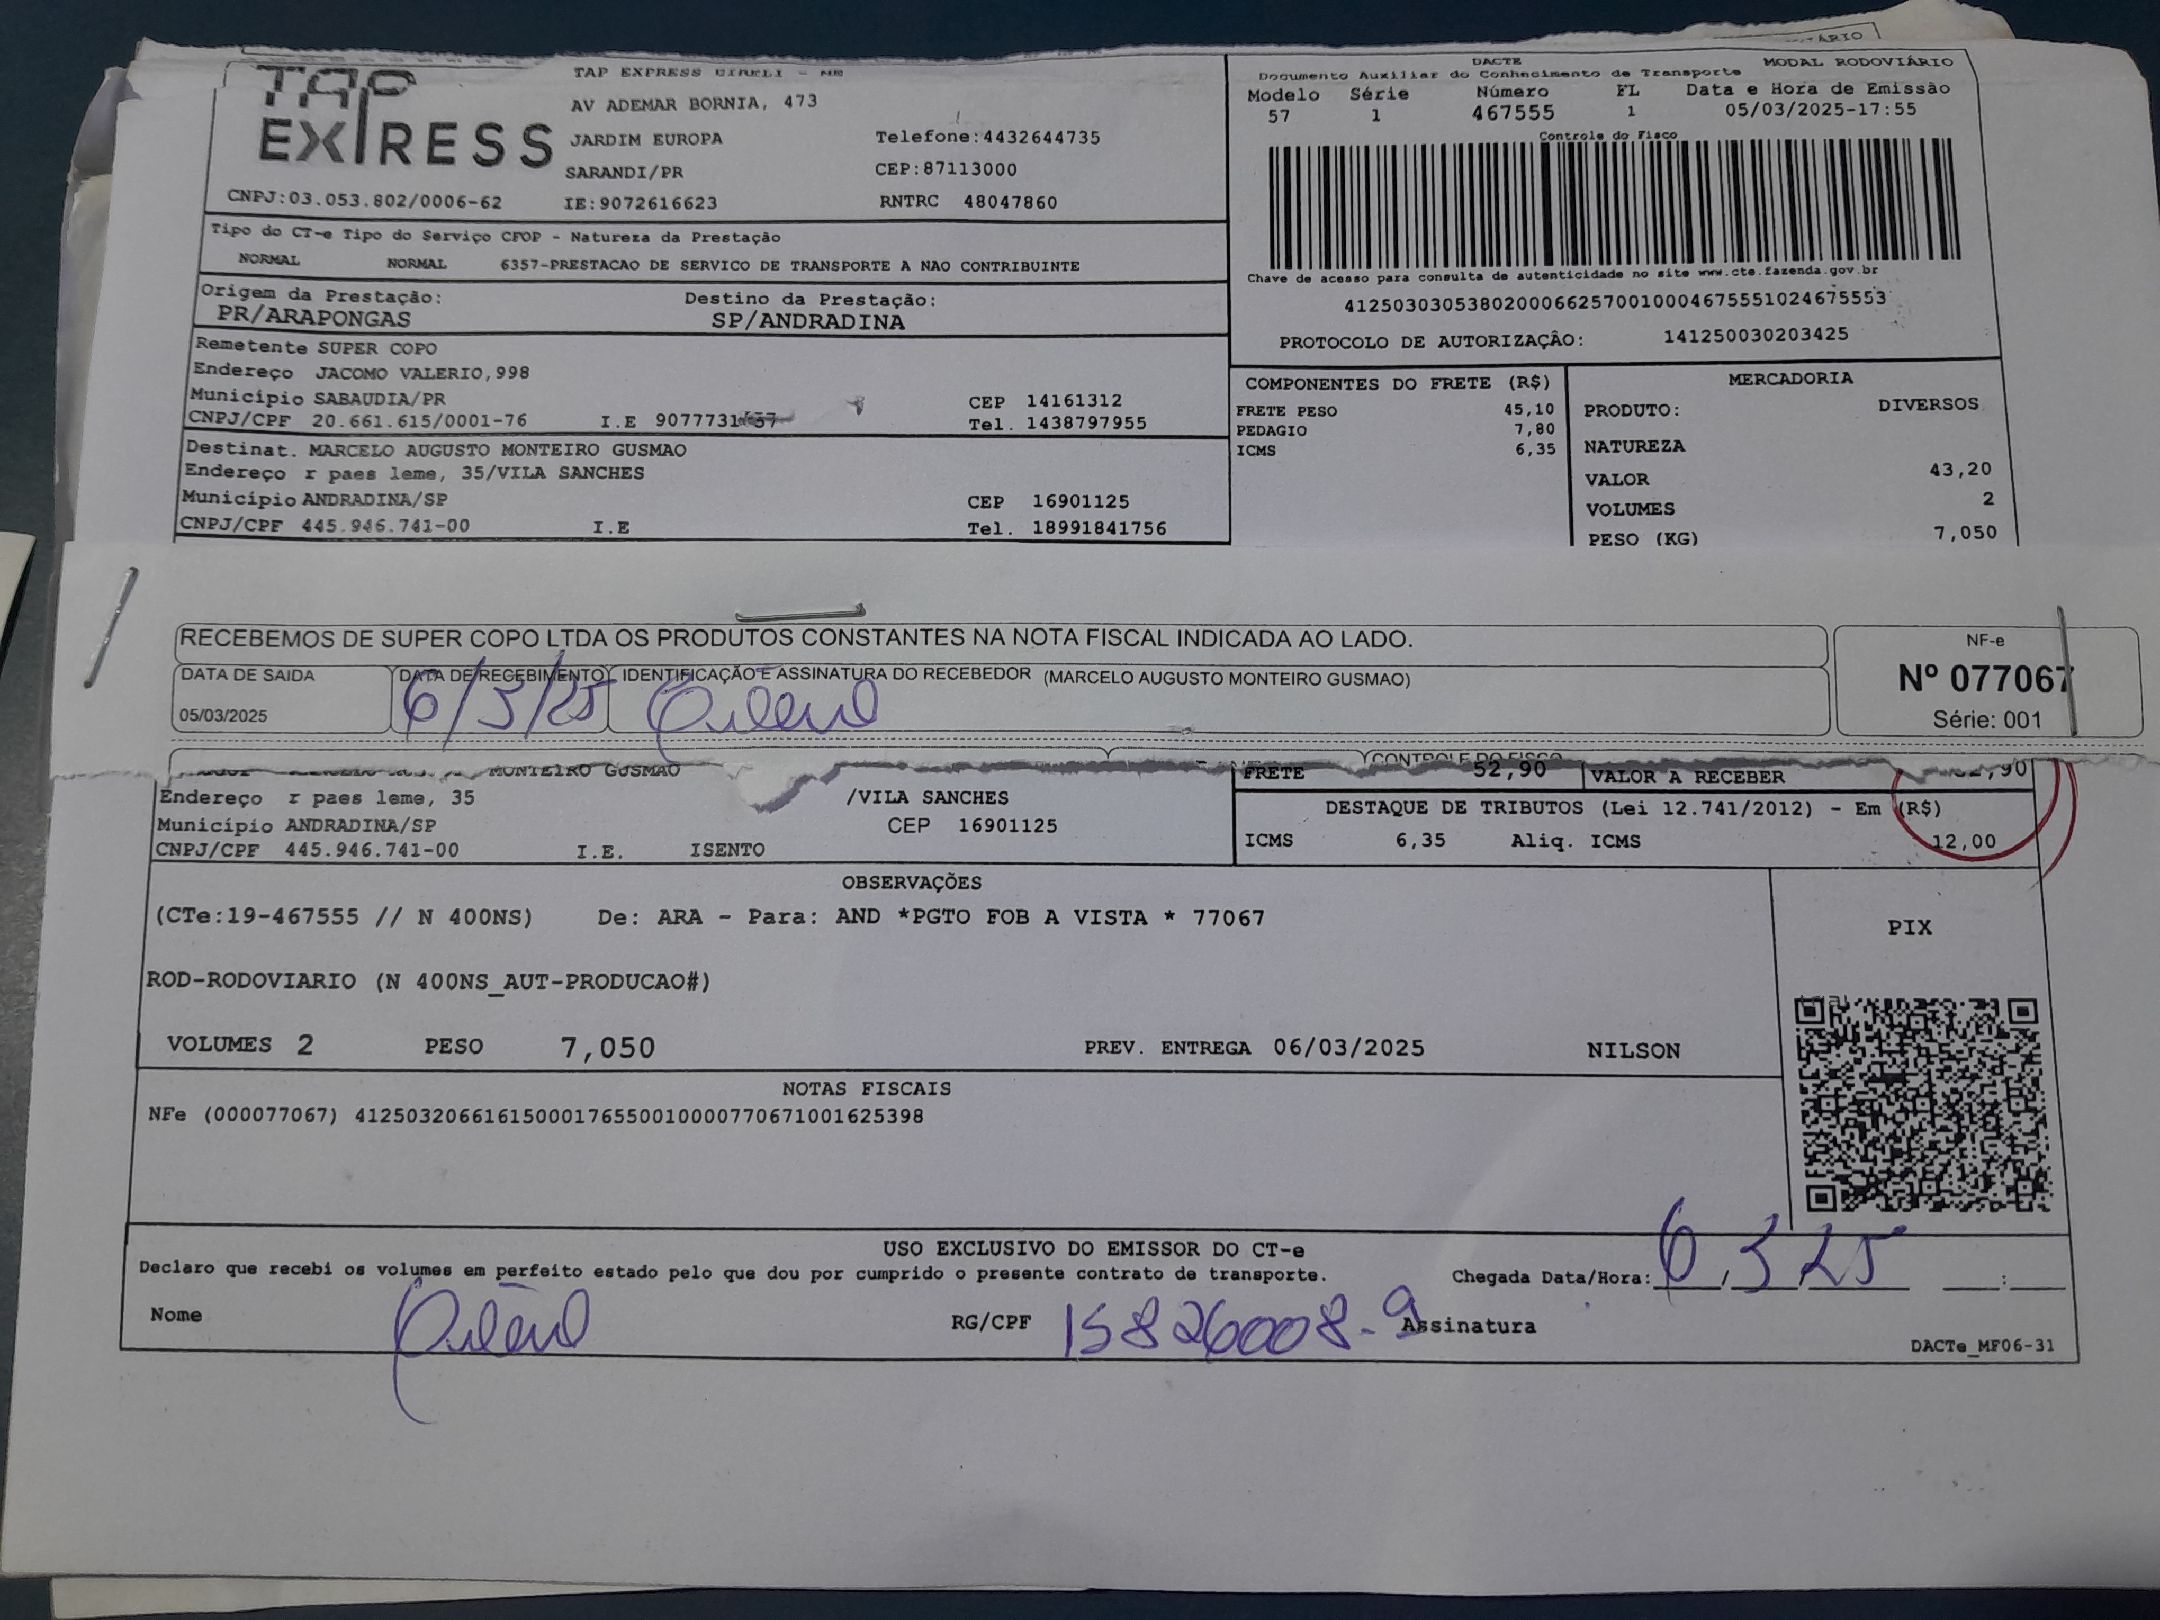 TAP EXPRESS
TAP EXPRESS EIRELI - ME
AV ADEMAR BORNIA, 473
JARDIM EUROPA Telefone:4432644735
SARANDI/PR CEP:87113000
CNPJ:03.053.802/0006-62 IE:9072616623 RNTRC 48047860
DACTE MODAL RODOVIÁRIO
Documento Auxiliar do Conhecimento de Transporte
Modelo Série Número FL Data e Hora de Emissão
57 1 467555 1 05/03/2025-17:55
Controle do Fisco
Chave de acesso para consulta de autenticidade no site www.cte.fazenda.gov.br
41250303053802000662570010004675551024675553
PROTOCOLO DE AUTORIZAÇÂO: 141250030203425
Tipo do CT-e Tipo do Serviço CFOP - Natureza da Prestação
NORMAL NORMAL 6357-PRESTACAO DE SERVICO DE TRANSPORTE A NAO CONTRIBUINTE
Origem da Prestação: Destino da Prestação:
PR/ARAPONGAS SP/ANDRADINA
Remetente SUPER COPO
Endereço JACOMO VALERIO,998
Município SABAUDIA/PR CEP 14161312
CNPJ/CPF 20.661.615/0001-76 I.E Tel. 1438797955
Destinat. MARCELO AUGUSTO MONTEIRO GUSMAO
Endereço r paes leme, 35/VILA SANCHES
Município ANDRADINA/SP CEP 16901125
CNPJ/CPF 445.946.741-00 I.E Tel. 18991841756
COMPONENTES DO FRETE (R$)
FRETE PESO 45,10
PEDAGIO 7,80
ICMS 6,35
MERCADORIA
PRODUTO: DIVERSOS
NATUREZA
VALOR 43,20
VOLUMES 2
PESO (KG) 7,050
RECEBEMOS DE SUPER COPO LTDA OS PRODUTOS CONSTANTES NA NOTA FISCAL INDICADA AO LADO.
DATA DE SAIDA DATA DE RECEBIMENTO IDENTIFICAÇÃO E ASSINATURA DO RECEBEDOR (MARCELO AUGUSTO MONTEIRO GUSMAO)
05/03/2025 6/3/25
NF-e
Nº 077067
Série: 001
CONTROLE DO FISCO
MONTEIRO GUSMAO
Endereço r paes leme, 35 /VILA SANCHES
Município ANDRADINA/SP CEP 16901125
CNPJ/CPF 445.946.741-00 I.E. ISENTO
FRETE 52,90 VALOR A RECEBER
DESTAQUE DE TRIBUTOS (Lei 12.741/2012) - Em (R$)
ICMS 6,35 Aliq. ICMS 12,00
OBSERVAÇÕES
(CTe:19-467555 // N 400NS) De: ARA - Para: AND *PGTO FOB A VISTA * 77067
ROD-RODOVIARIO (N 400NS_AUT-PRODUCAO#)
VOLUMES 2 PESO 7,050 PREV. ENTREGA 06/03/2025 NILSON
PIX
NOTAS FISCAIS
NFe (000077067) 41250320661615000176550010000770671001625398
USO EXCLUSIVO DO EMISSOR DO CT-e
Declaro que recebi os volumes em perfeito estado pelo que dou por cumprido o presente contrato de transporte. Chegada Data/Hora: 6/3/25 :
Nome RG/CPF 15826008-9 Assinatura
DACTe_MF06-31